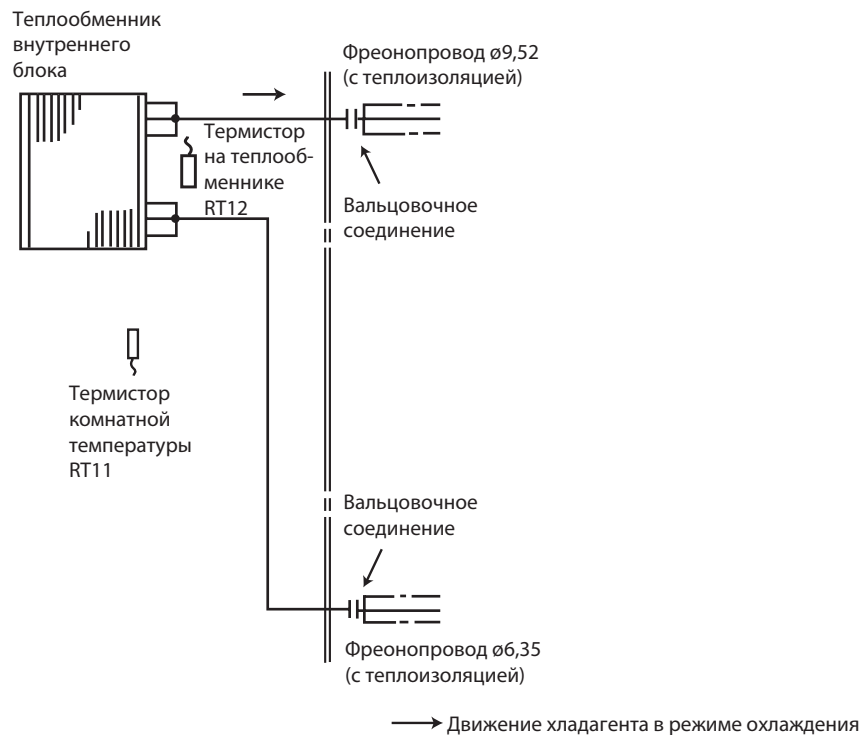 Теплообменник
внутреннего
блока
Фреонопровод ø9,52
(с теплоизоляцией)
Термистор
на теплооб-
меннике
RT12
Вальцовочное
соединение
Термистор
комнатной
температуры
RT11
Вальцовочное
соединение
Фреонопровод ø6,35
(с теплоизоляцией)
Движение хладагента в режиме охлаждения